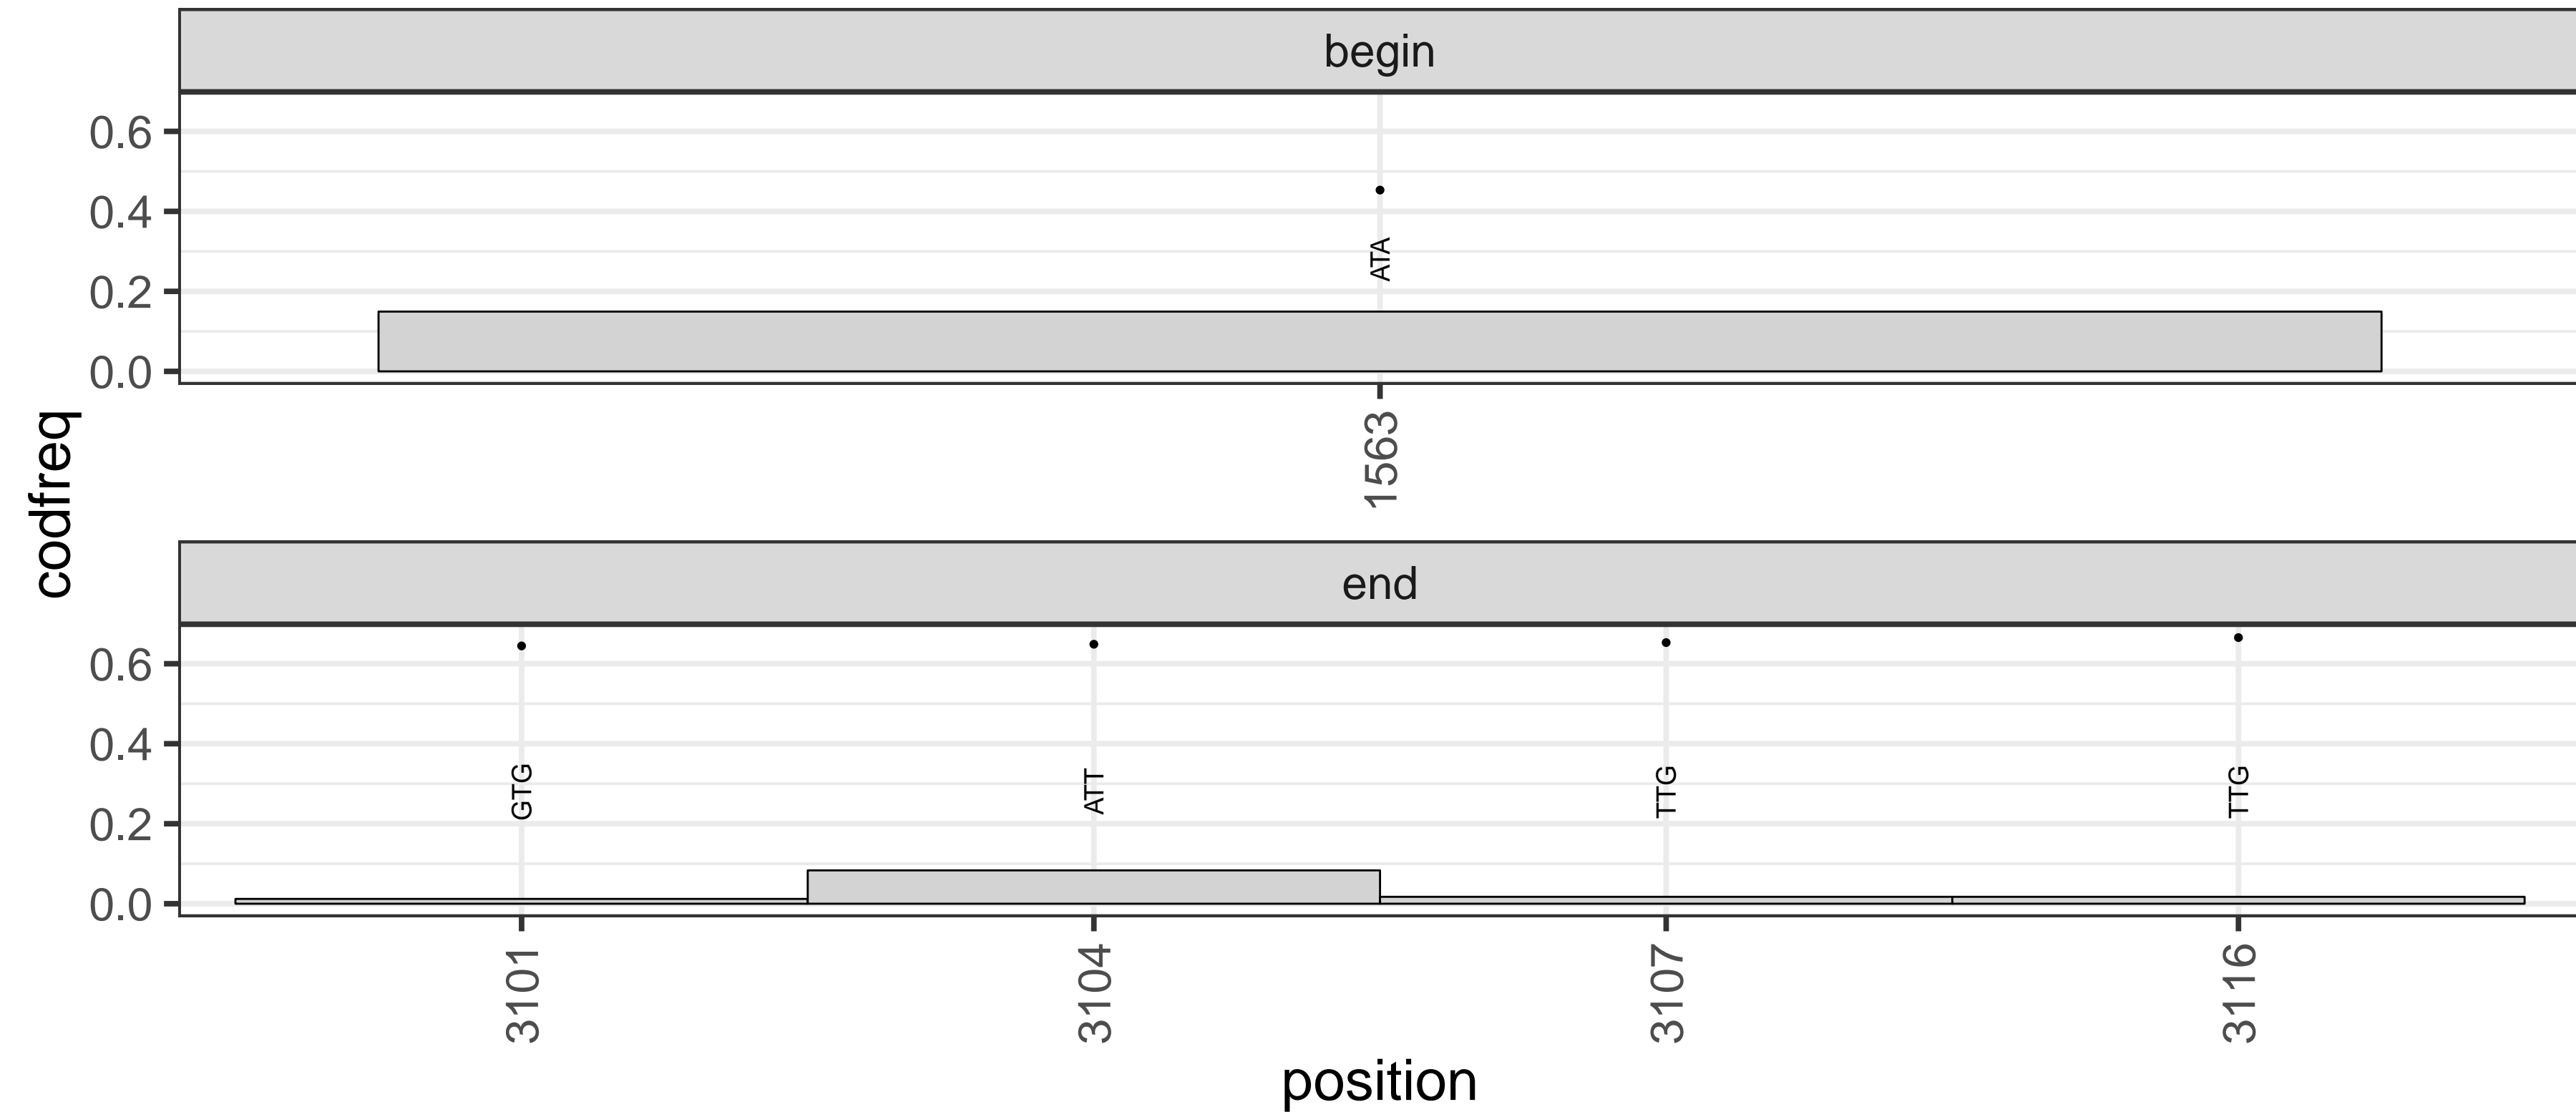 begin
0.6
0.4
0.2
0.0
ATA
1563
codfreq
end
0.6
0.4
0.2
0.0
GTG ATT TTG TTG
3101 3104 3107 3116
position